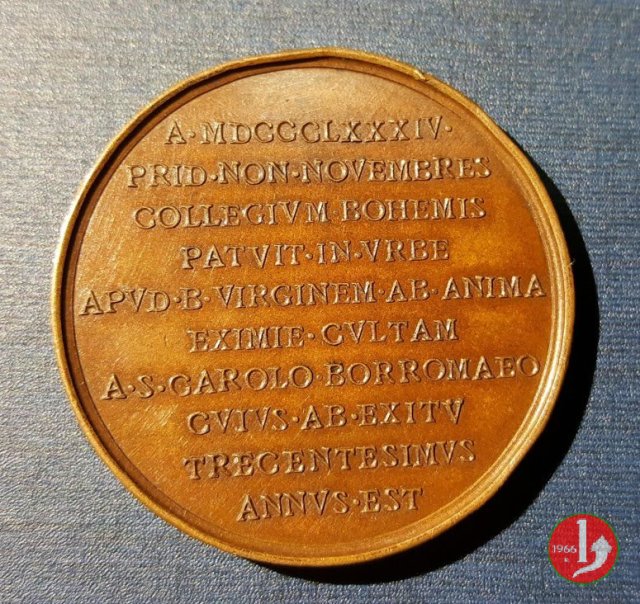 A·MDCCCLXXXIV·
PRID·NON·NOVEMBRES
COLLEGIVM·BOHEMIS
PATVIT·IN·VRBE
APVD·B·VIRGINEM·AB·ANIMA
EXIMIE·CVLTAM
A·S·CAROLO·BORROMAEO
CVIVS·AB·EXITV
TRECENTESIMVS
ANNVS·EST
1966